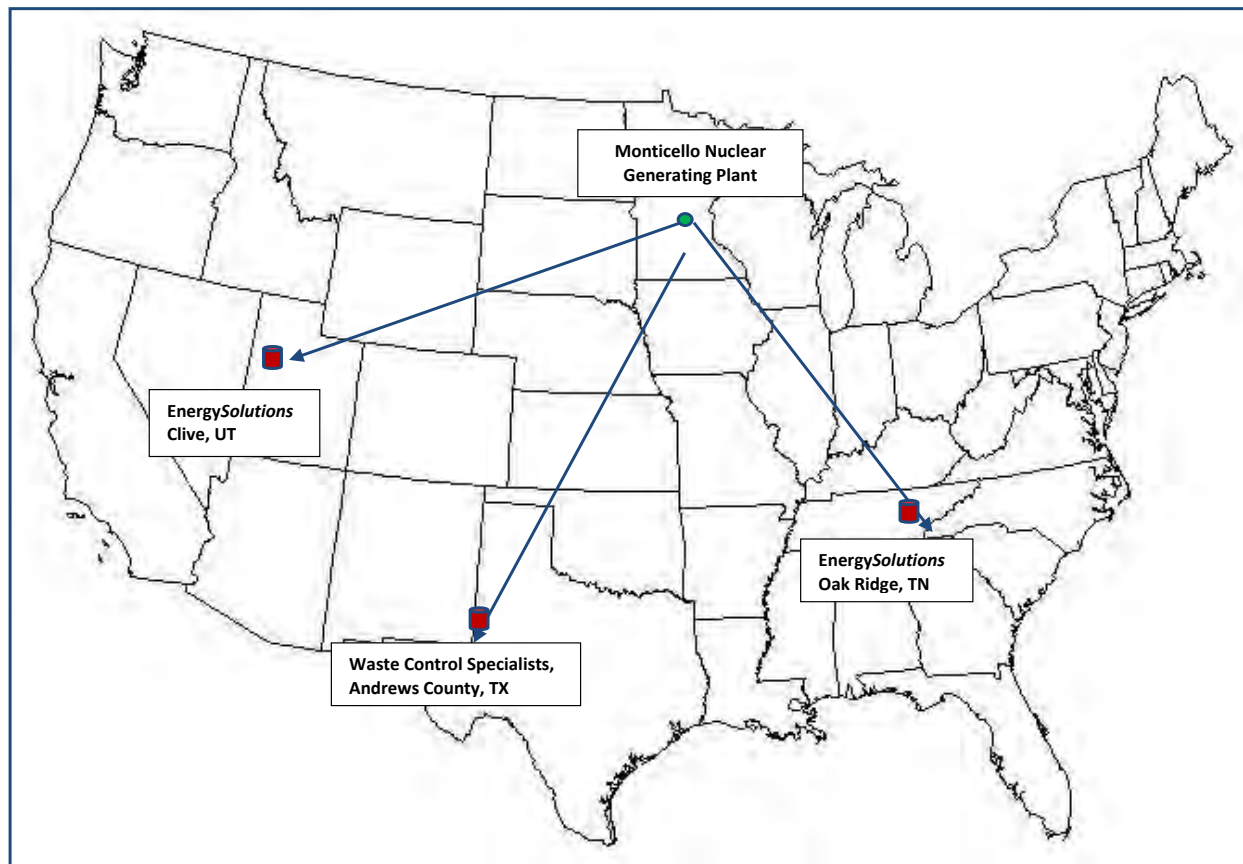 Monticello Nuclear
Generating Plant
EnergySolutions
Clive, UT
EnergySolutions
Oak Ridge, TN
Waste Control Specialists,
Andrews County, TX